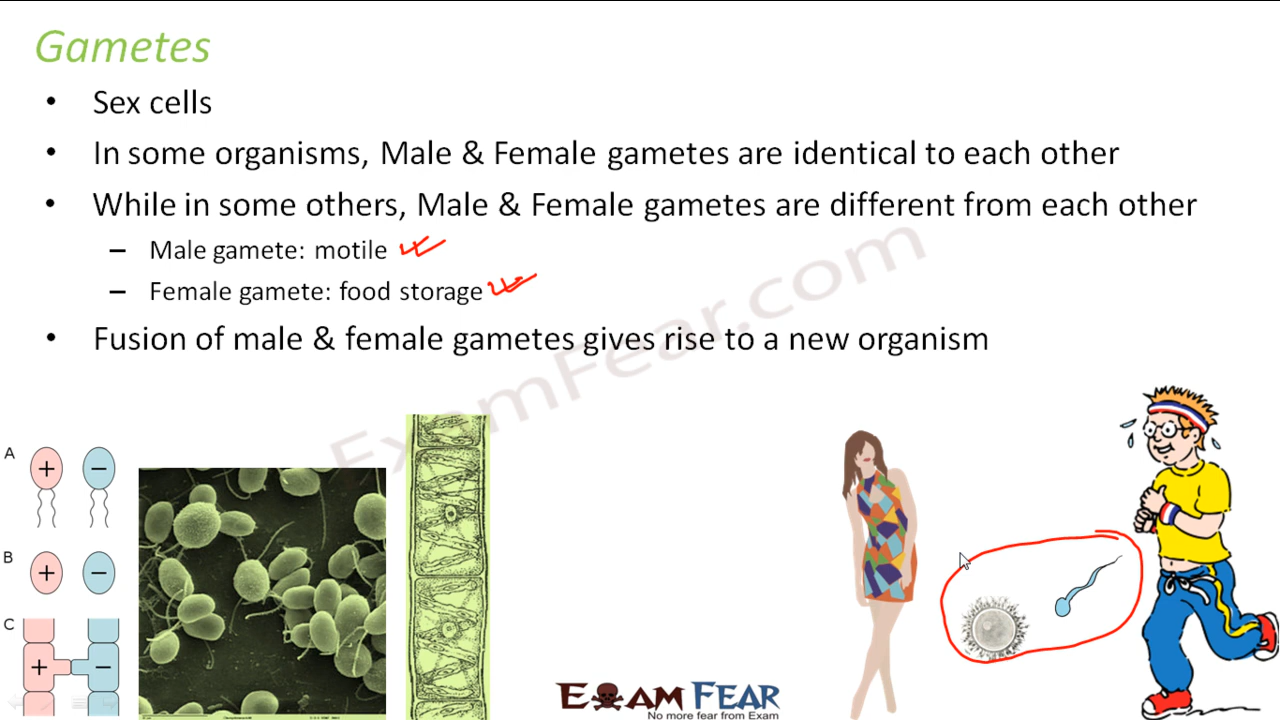 Gametes
• Sex cells
• In some organisms, Male & Female gametes are identical to each other
• While in some others, Male & Female gametes are different from each other
– Male gamete: motile
– Female gamete: food storage
• Fusion of male & female gametes gives rise to a new organism
ExamFear.com
A
+ −
B
+ −
C
+ −
EXAM FEAR
No more fear from Exam